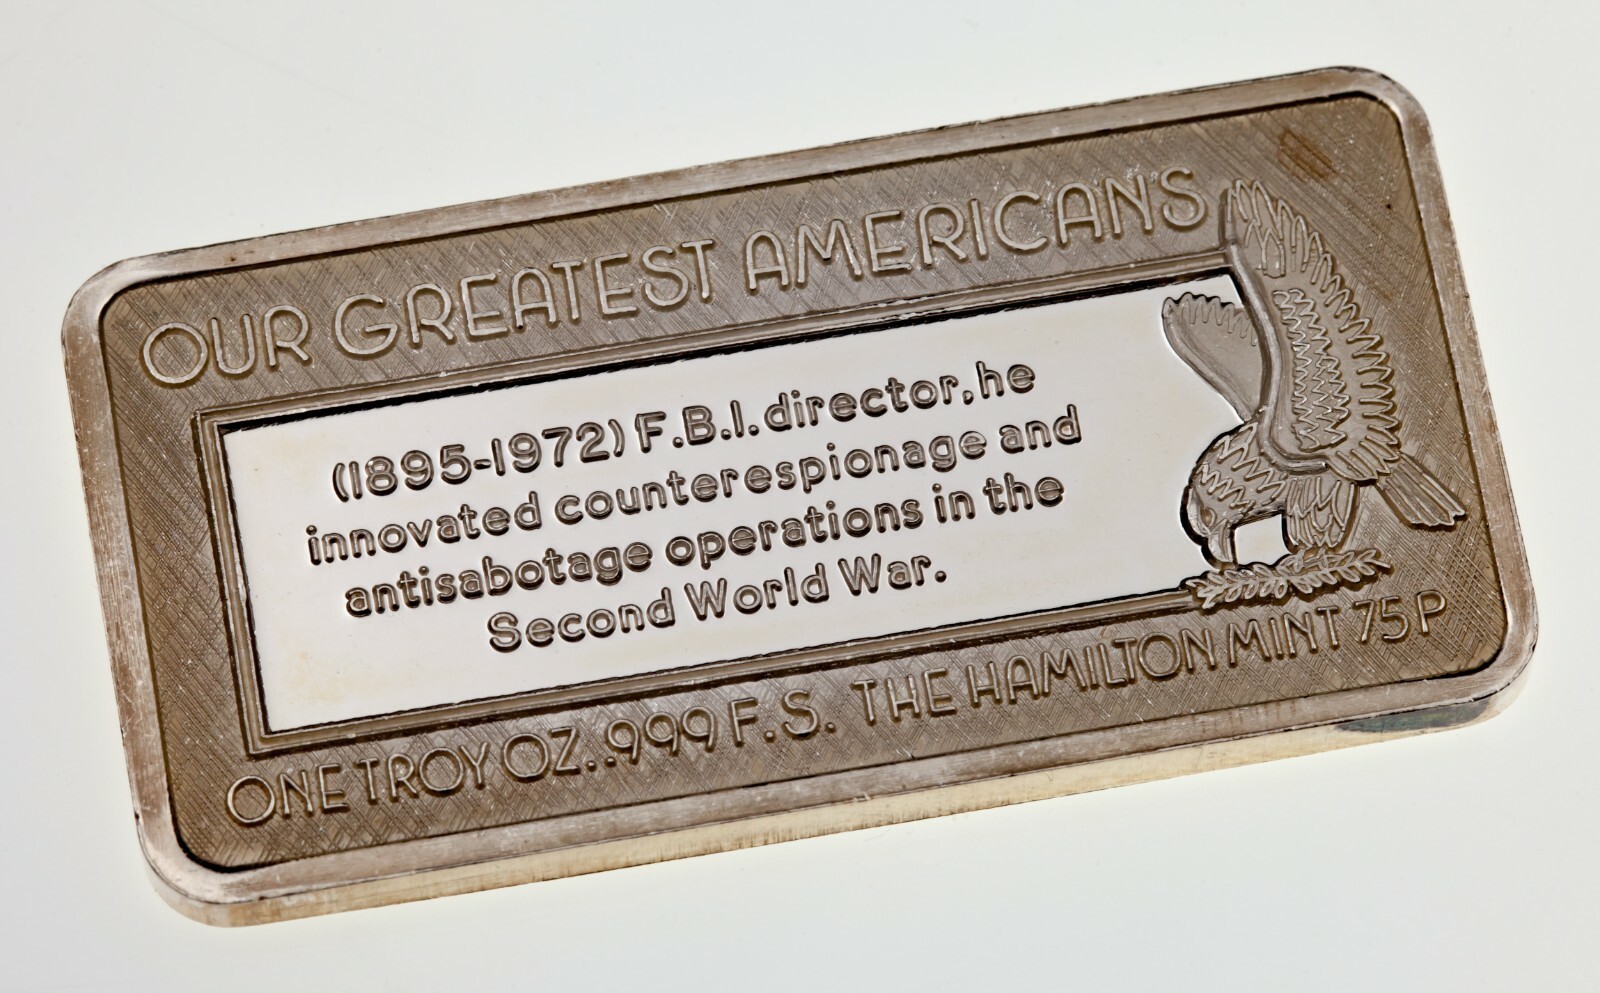 OUR GREATEST AMERICANS
(1895-1972) F.B.I. director, he
innovated counterespionage and
antisabotage operations in the
Second World War.
ONE TROY OZ. .999 F.S. THE HAMILTON MINT 75P